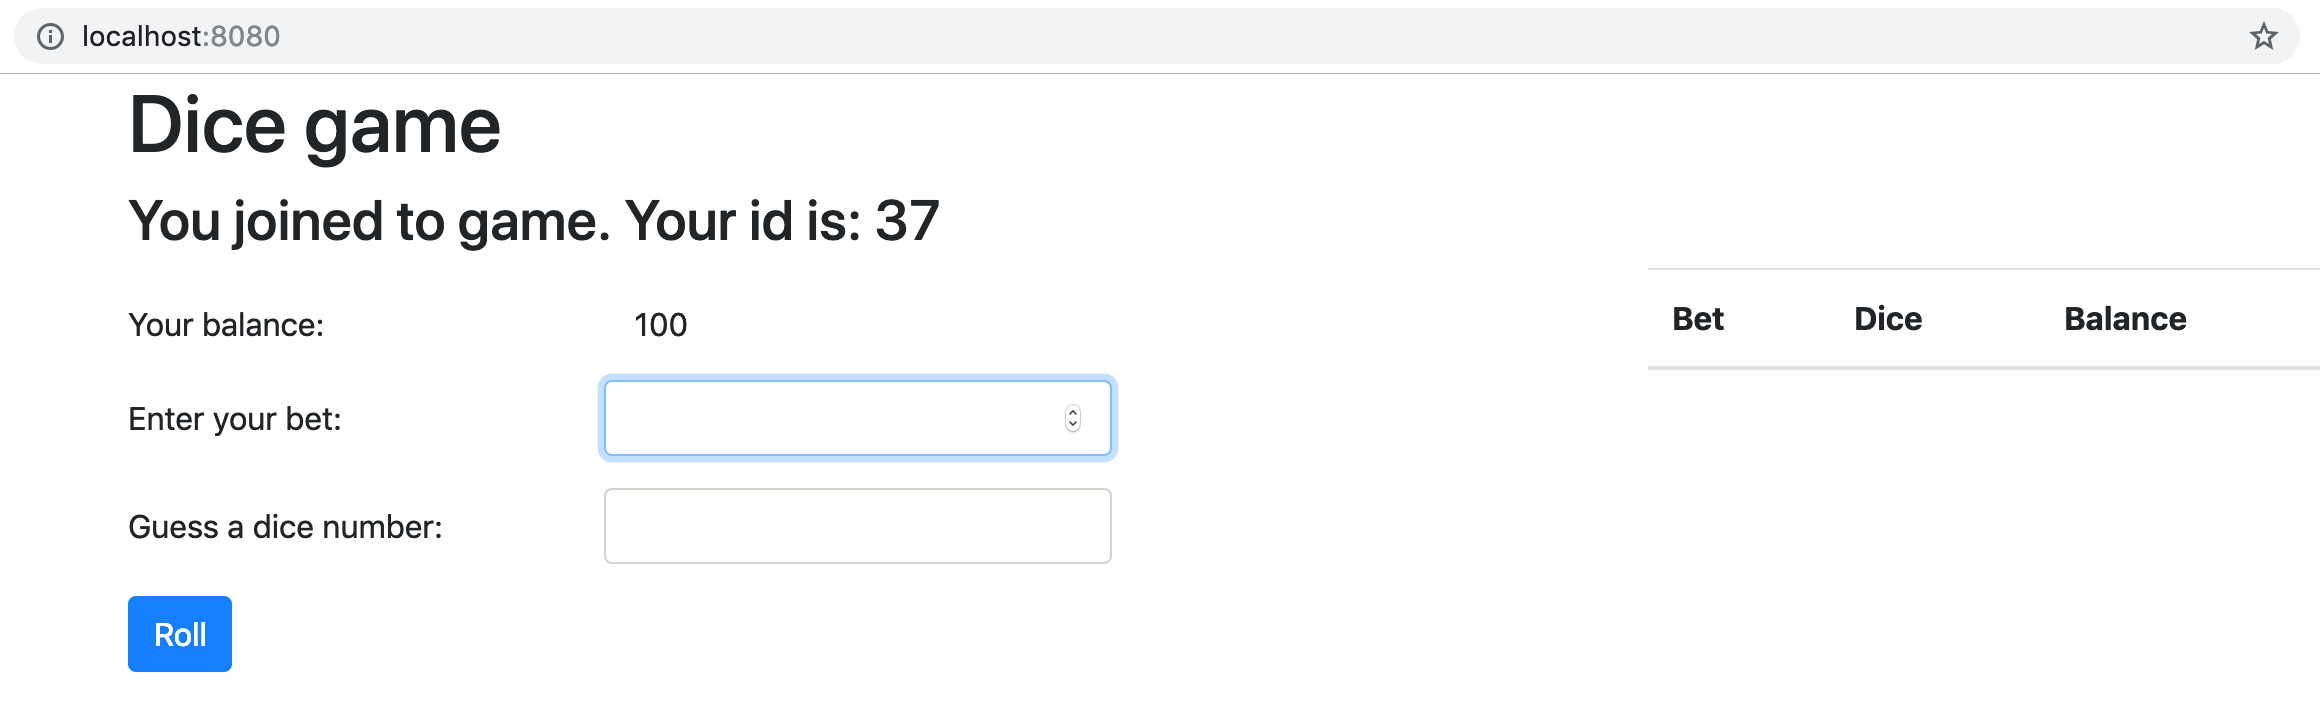 localhost:8080
Dice game
You joined to game. Your id is: 37
Your balance: 100
Enter your bet:
Guess a dice number:
Roll
Bet Dice Balance